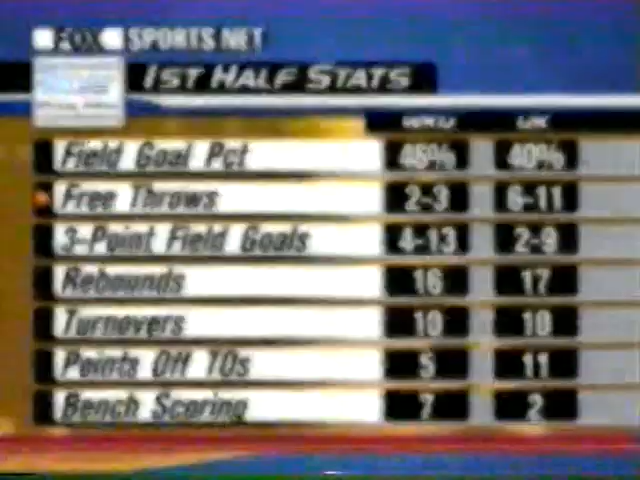 FOX SPORTS NET
1ST HALF STATS
Field Goal Pct 45% 40%
Free Throws 2-3 6-11
3-Point Field Goals 4-13 2-9
Rebounds 16 17
Turnovers 10 10
Points Off TOs 5 11
Bench Scoring 7 2